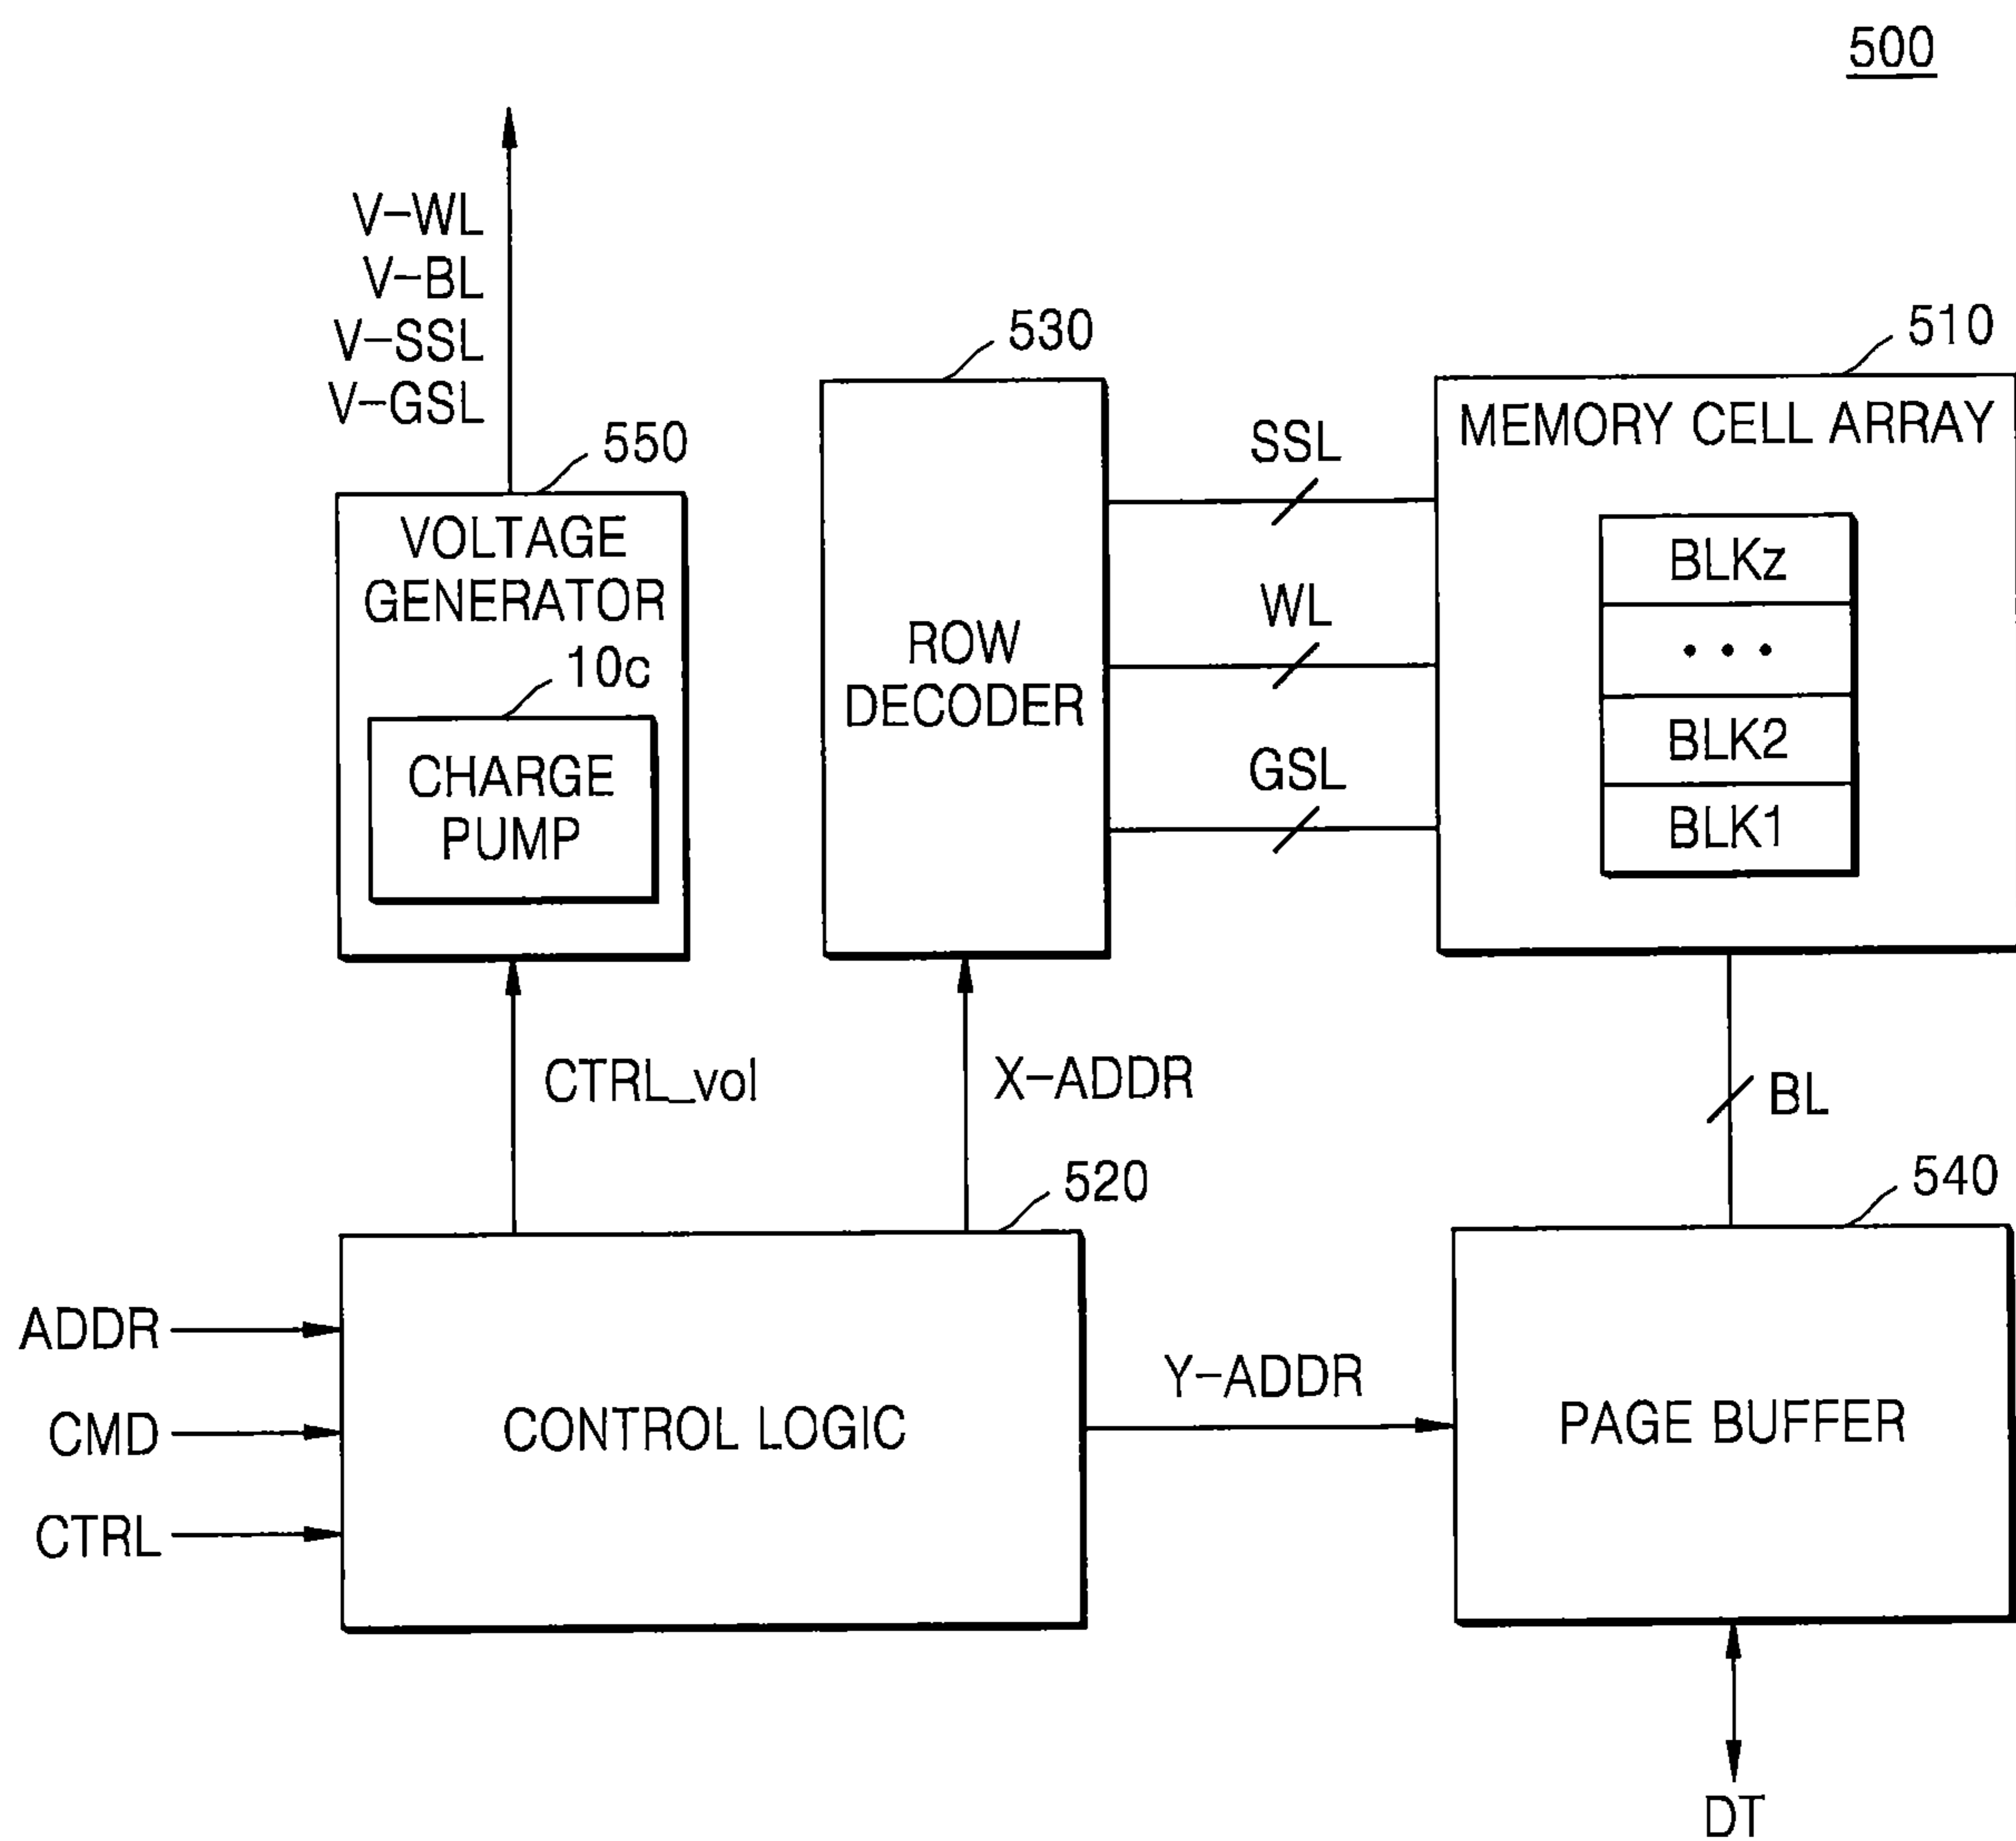 500
V-WL
V-BL
V-SSL
V-GSL
550
VOLTAGE
GENERATOR
10c
CHARGE
PUMP
530
ROW
DECODER
SSL
WL
GSL
510
MEMORY CELL ARRAY
BLKz
...
BLK2
BLK1
CTRL_vol
X-ADDR
BL
520
540
ADDR
CMD
CTRL
CONTROL LOGIC
Y-ADDR
PAGE BUFFER
DT